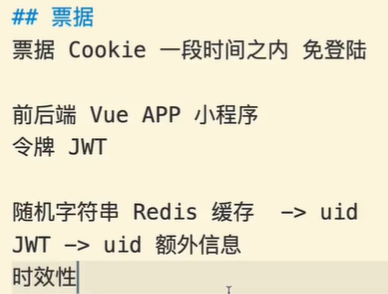 ## 票据
票据 Cookie 一段时间之内 免登陆
前后端 Vue APP 小程序
令牌 JWT
随机字符串 Redis 缓存 -> uid
JWT -> uid 额外信息
时效性